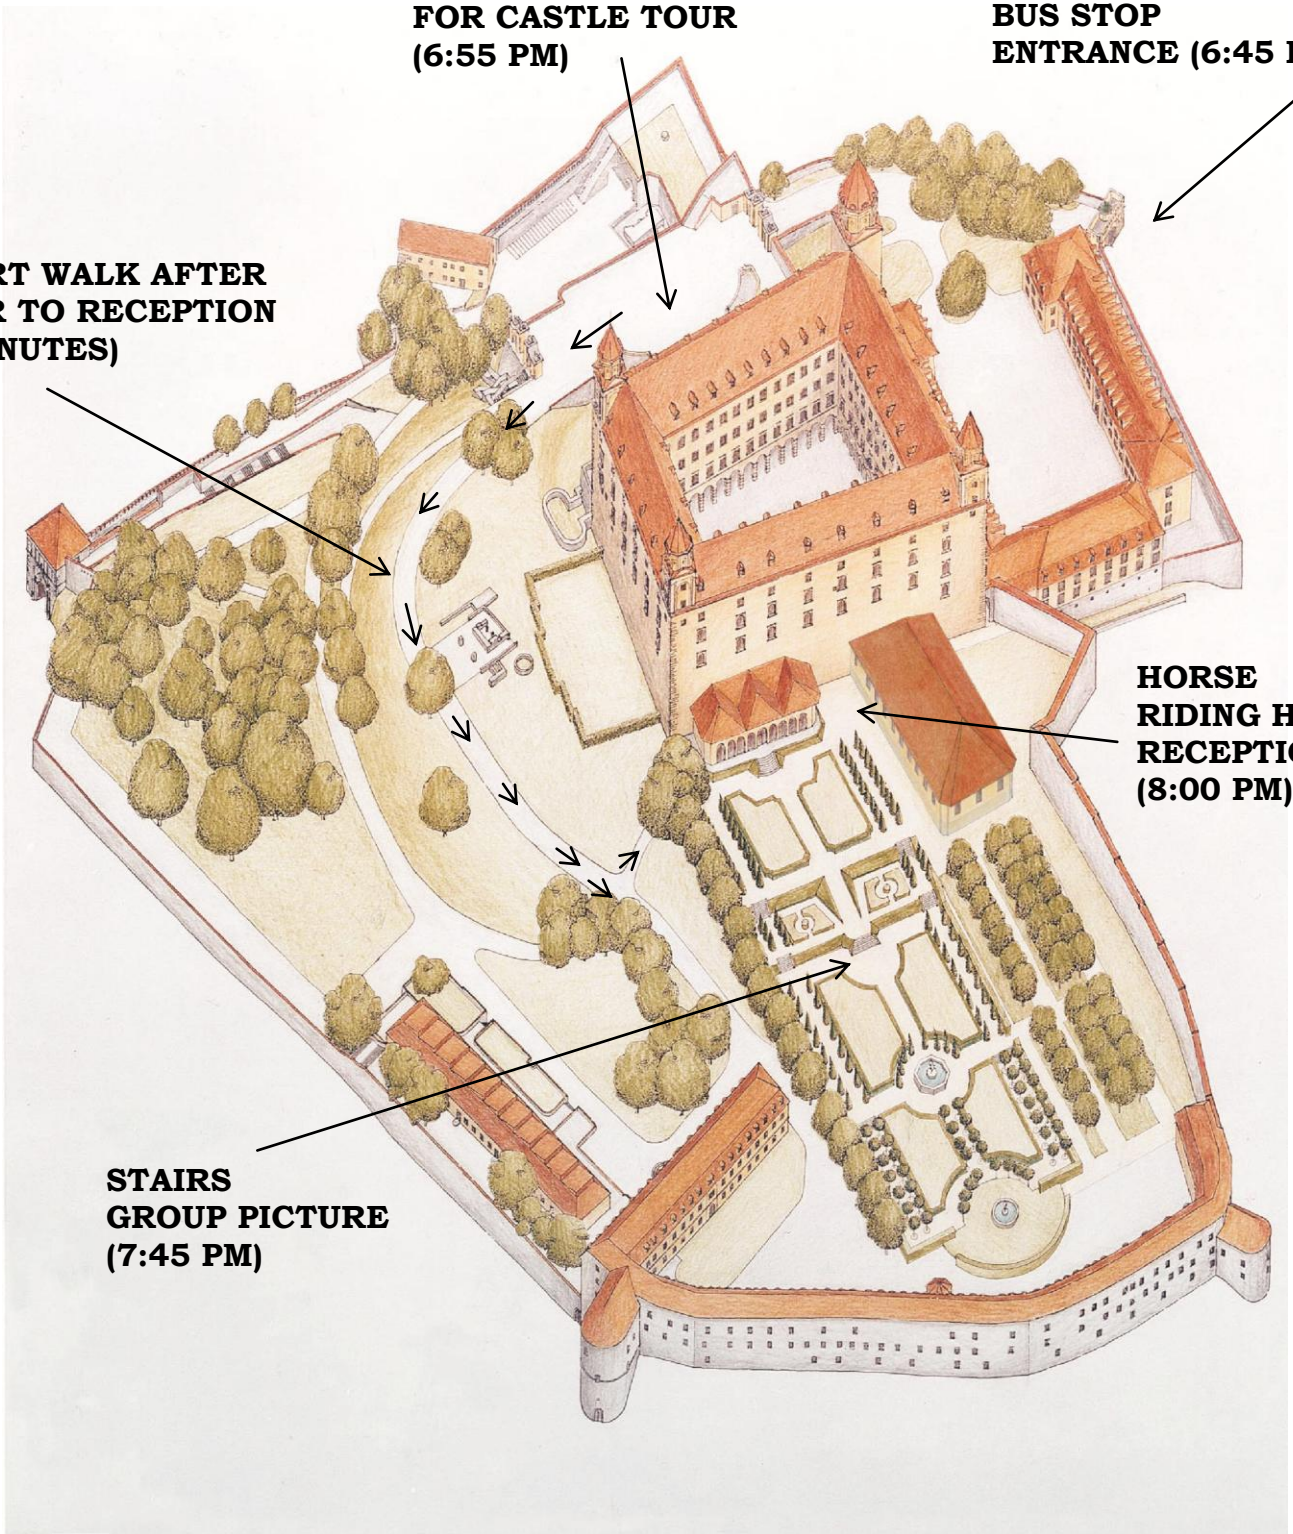 FOR CASTLE TOUR
(6:55 PM)
BUS STOP
ENTRANCE (6:45
RT WALK AFTER
R TO RECEPTION
NUTES)
HORSE
RIDING H
RECEPTIO
(8:00 PM)
STAIRS
GROUP PICTURE
(7:45 PM)